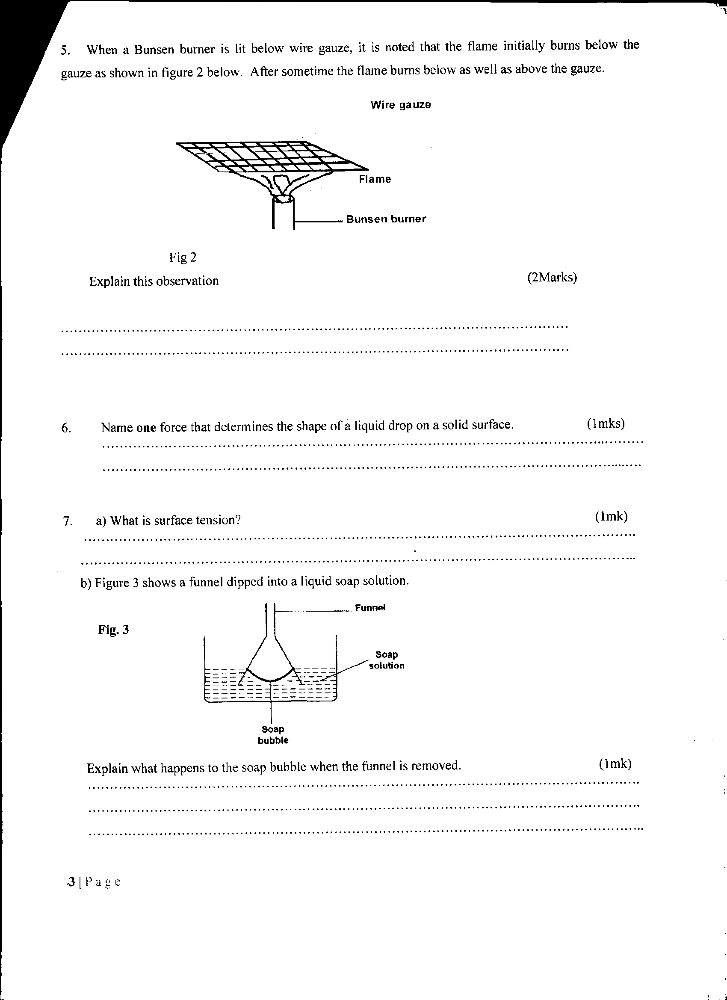 5. When a Bunsen burner is lit below wire gauze, it is noted that the flame initially burns below the
gauze as shown in figure 2 below. After sometime the flame burns below as well as above the gauze.
Wire gauze
Flame
Bunsen burner
Fig 2
Explain this observation (2Marks)
........................................................................................................................
........................................................................................................................
6. Name one force that determines the shape of a liquid drop on a solid surface. (1mks)
........................................................................................................................
........................................................................................................................
7. a) What is surface tension? (1mk)
........................................................................................................................
........................................................................................................................
b) Figure 3 shows a funnel dipped into a liquid soap solution.
Funnel
Fig. 3
Soap
solution
Soap
bubble
Explain what happens to the soap bubble when the funnel is removed. (1mk)
........................................................................................................................
........................................................................................................................
........................................................................................................................
3 | Page